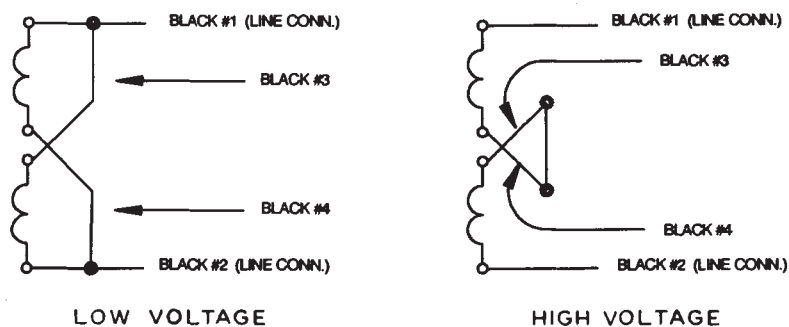 BLACK #1 (LINE CONN.)
BLACK #3
BLACK #4
BLACK #2 (LINE CONN.)
LOW VOLTAGE
BLACK #1 (LINE CONN.)
BLACK #3
BLACK #4
BLACK #2 (LINE CONN.)
HIGH VOLTAGE